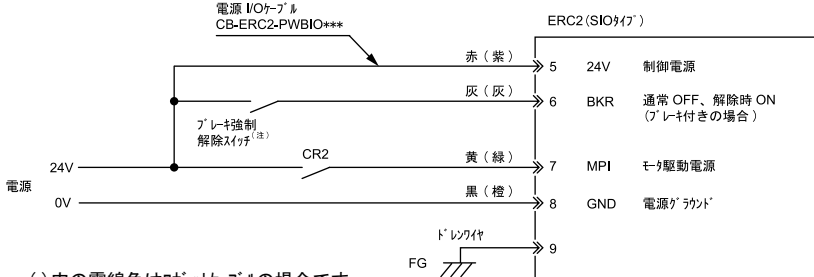 電源 I/Oｹｰﾌﾞﾙ
CB-ERC2-PWBIO***
ERC2 (SIOﾀｲﾌﾟ)
赤 ( 紫 )
5 24V 制御電源
灰 ( 灰 )
6 BKR 通常 OFF、解除時 ON
(ﾌﾞﾚｰｷ付きの場合 )
ﾌﾞﾚｰｷ強制
解除ｽｲｯﾁ(注)
CR2
黄 ( 緑 )
24V
7 MPI ﾓｰﾀ駆動電源
電源
黒 ( 橙 )
0V
8 GND 電源ｸﾞﾗｳﾝﾄﾞ
ﾄﾞﾚﾝﾜｲﾔ
9
FG